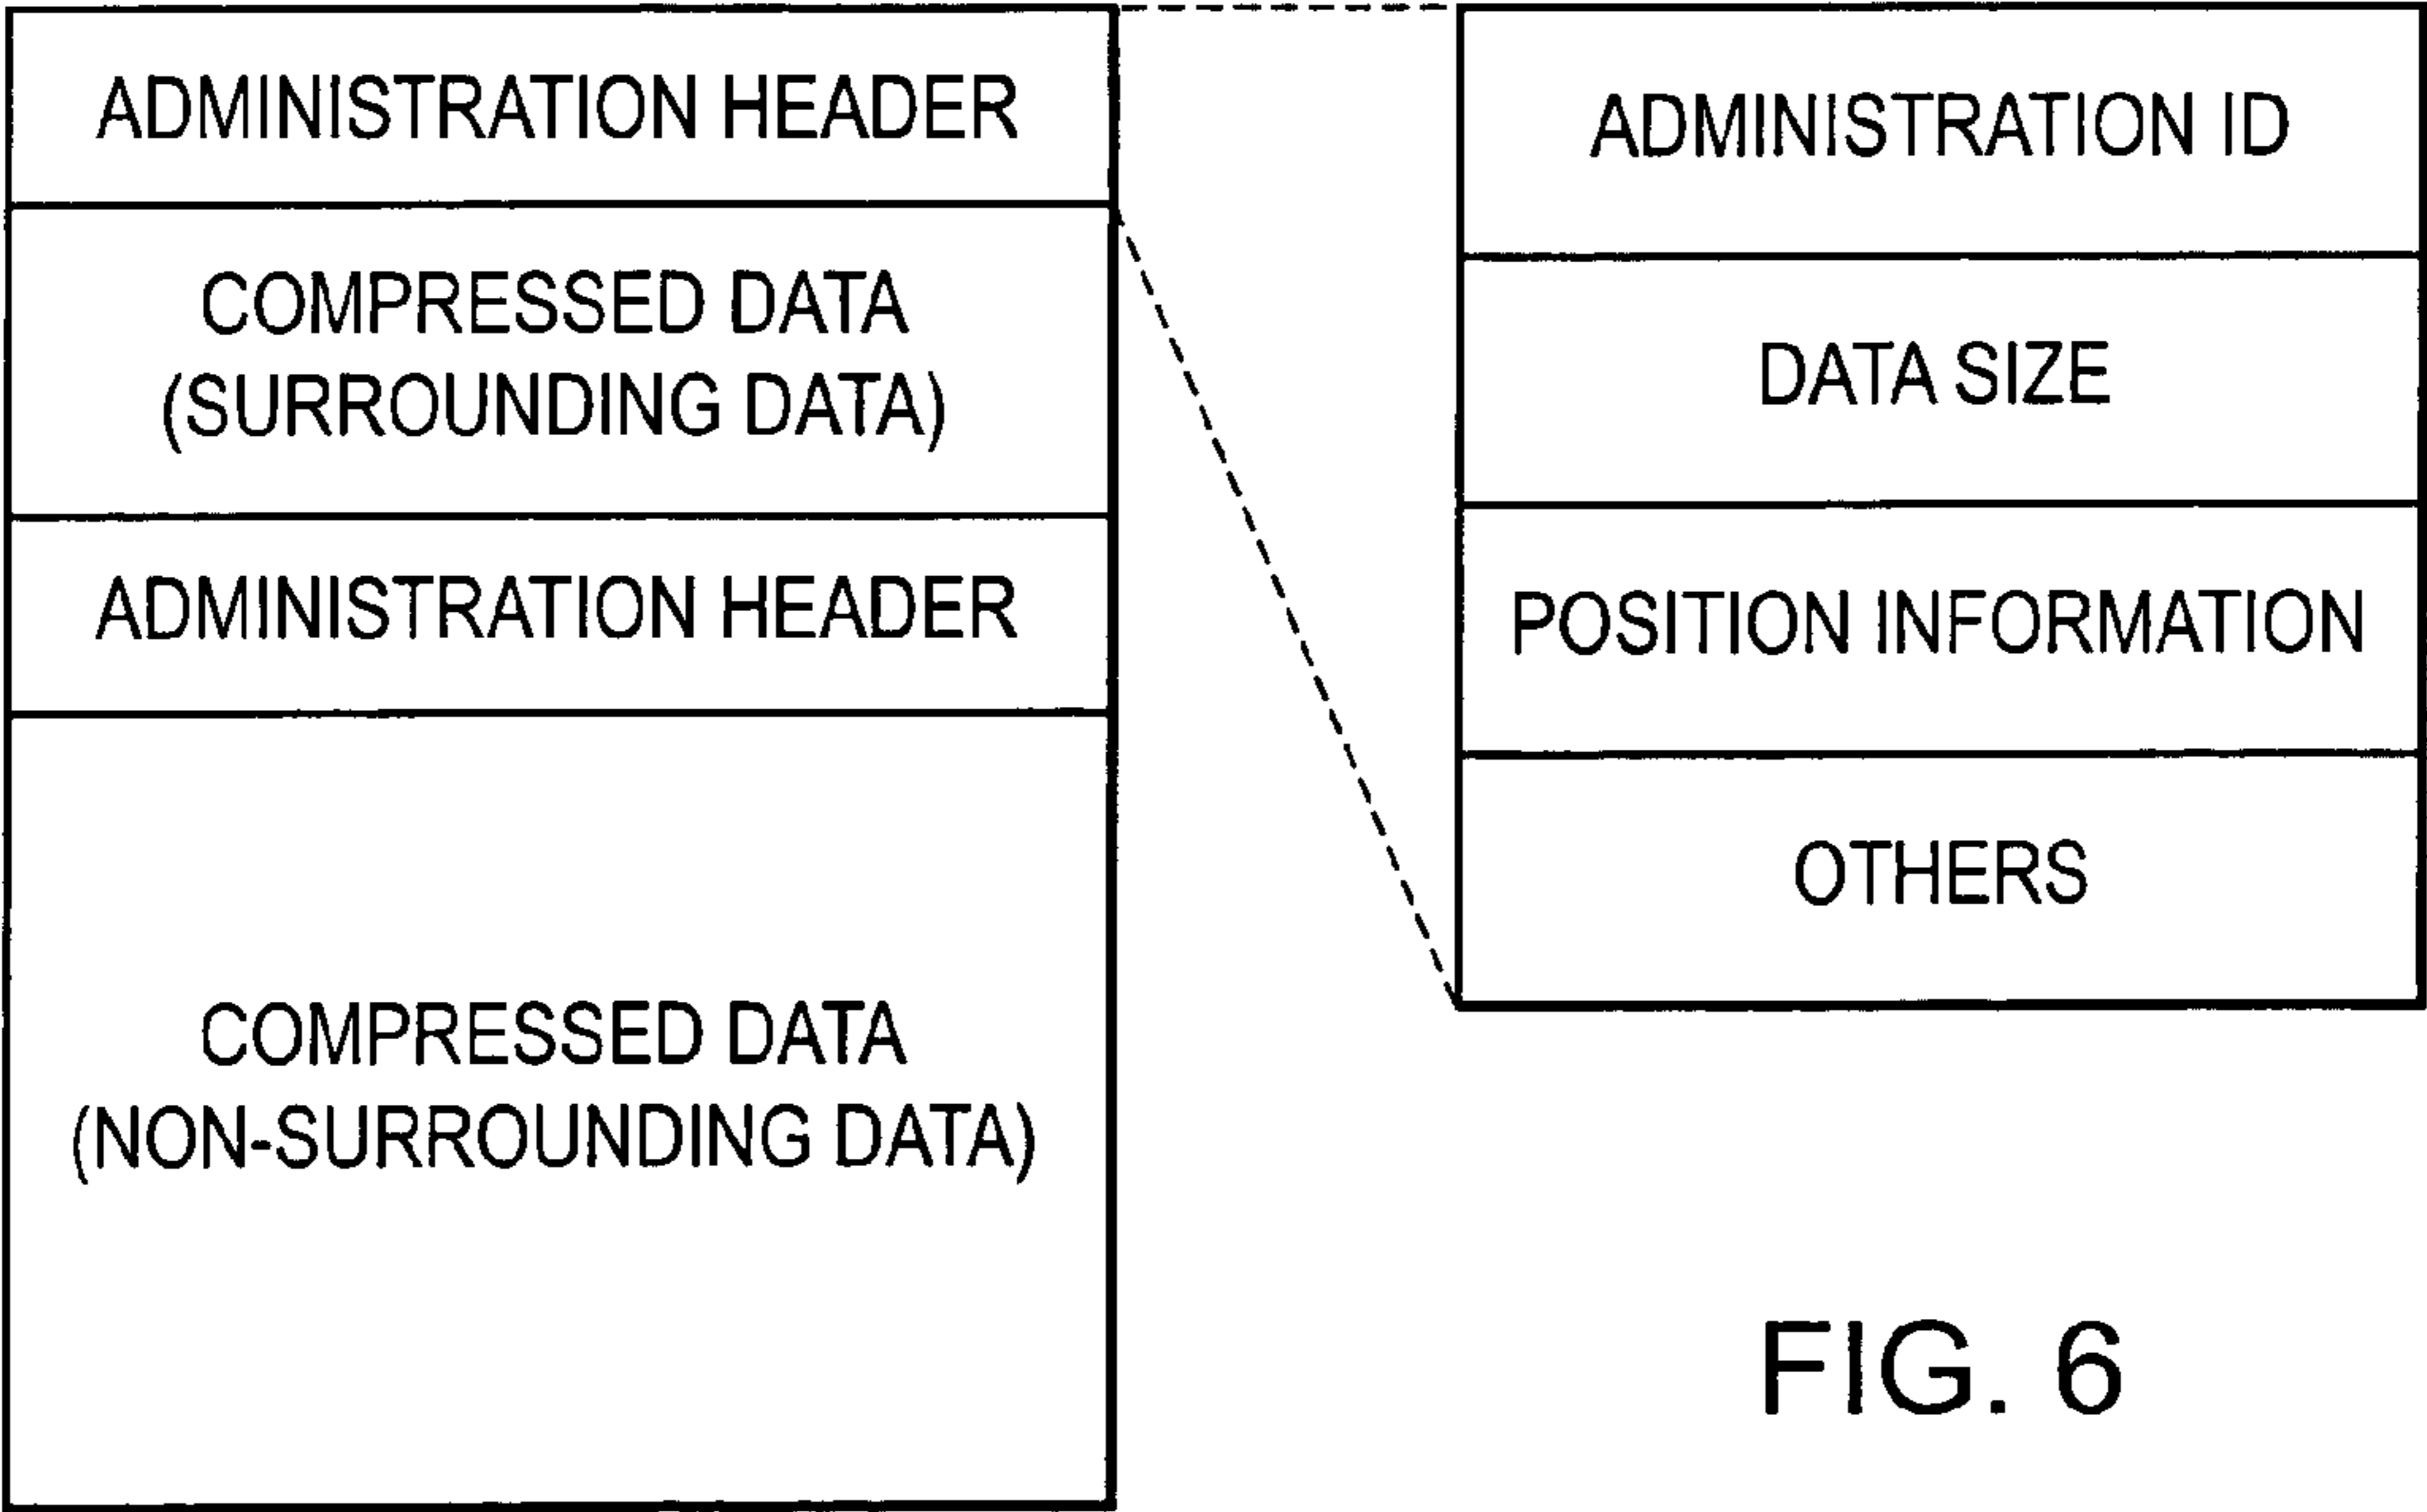 ADMINISTRATION HEADER
COMPRESSED DATA
(SURROUNDING DATA)
ADMINISTRATION HEADER
COMPRESSED DATA
(NON-SURROUNDING DATA)
ADMINISTRATION ID
DATA SIZE
POSITION INFORMATION
OTHERS
FIG. 6